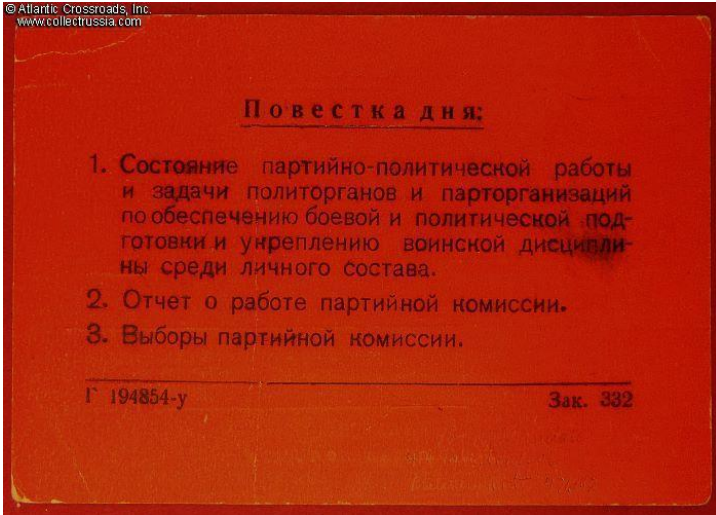 © Atlantic Crossroads, Inc.
www.collectrussia.com
Повестка дня:
1. Состояние партийно-политической работы
и задачи политорганов и парторганизаций
по обеспечению боевой и политической под-
готовки и укреплению воинской дисципли-
ны среди личного состава.
2. Отчет о работе партийной комиссии.
3. Выборы партийной комиссии.
Г 194854-у
Зак. 332